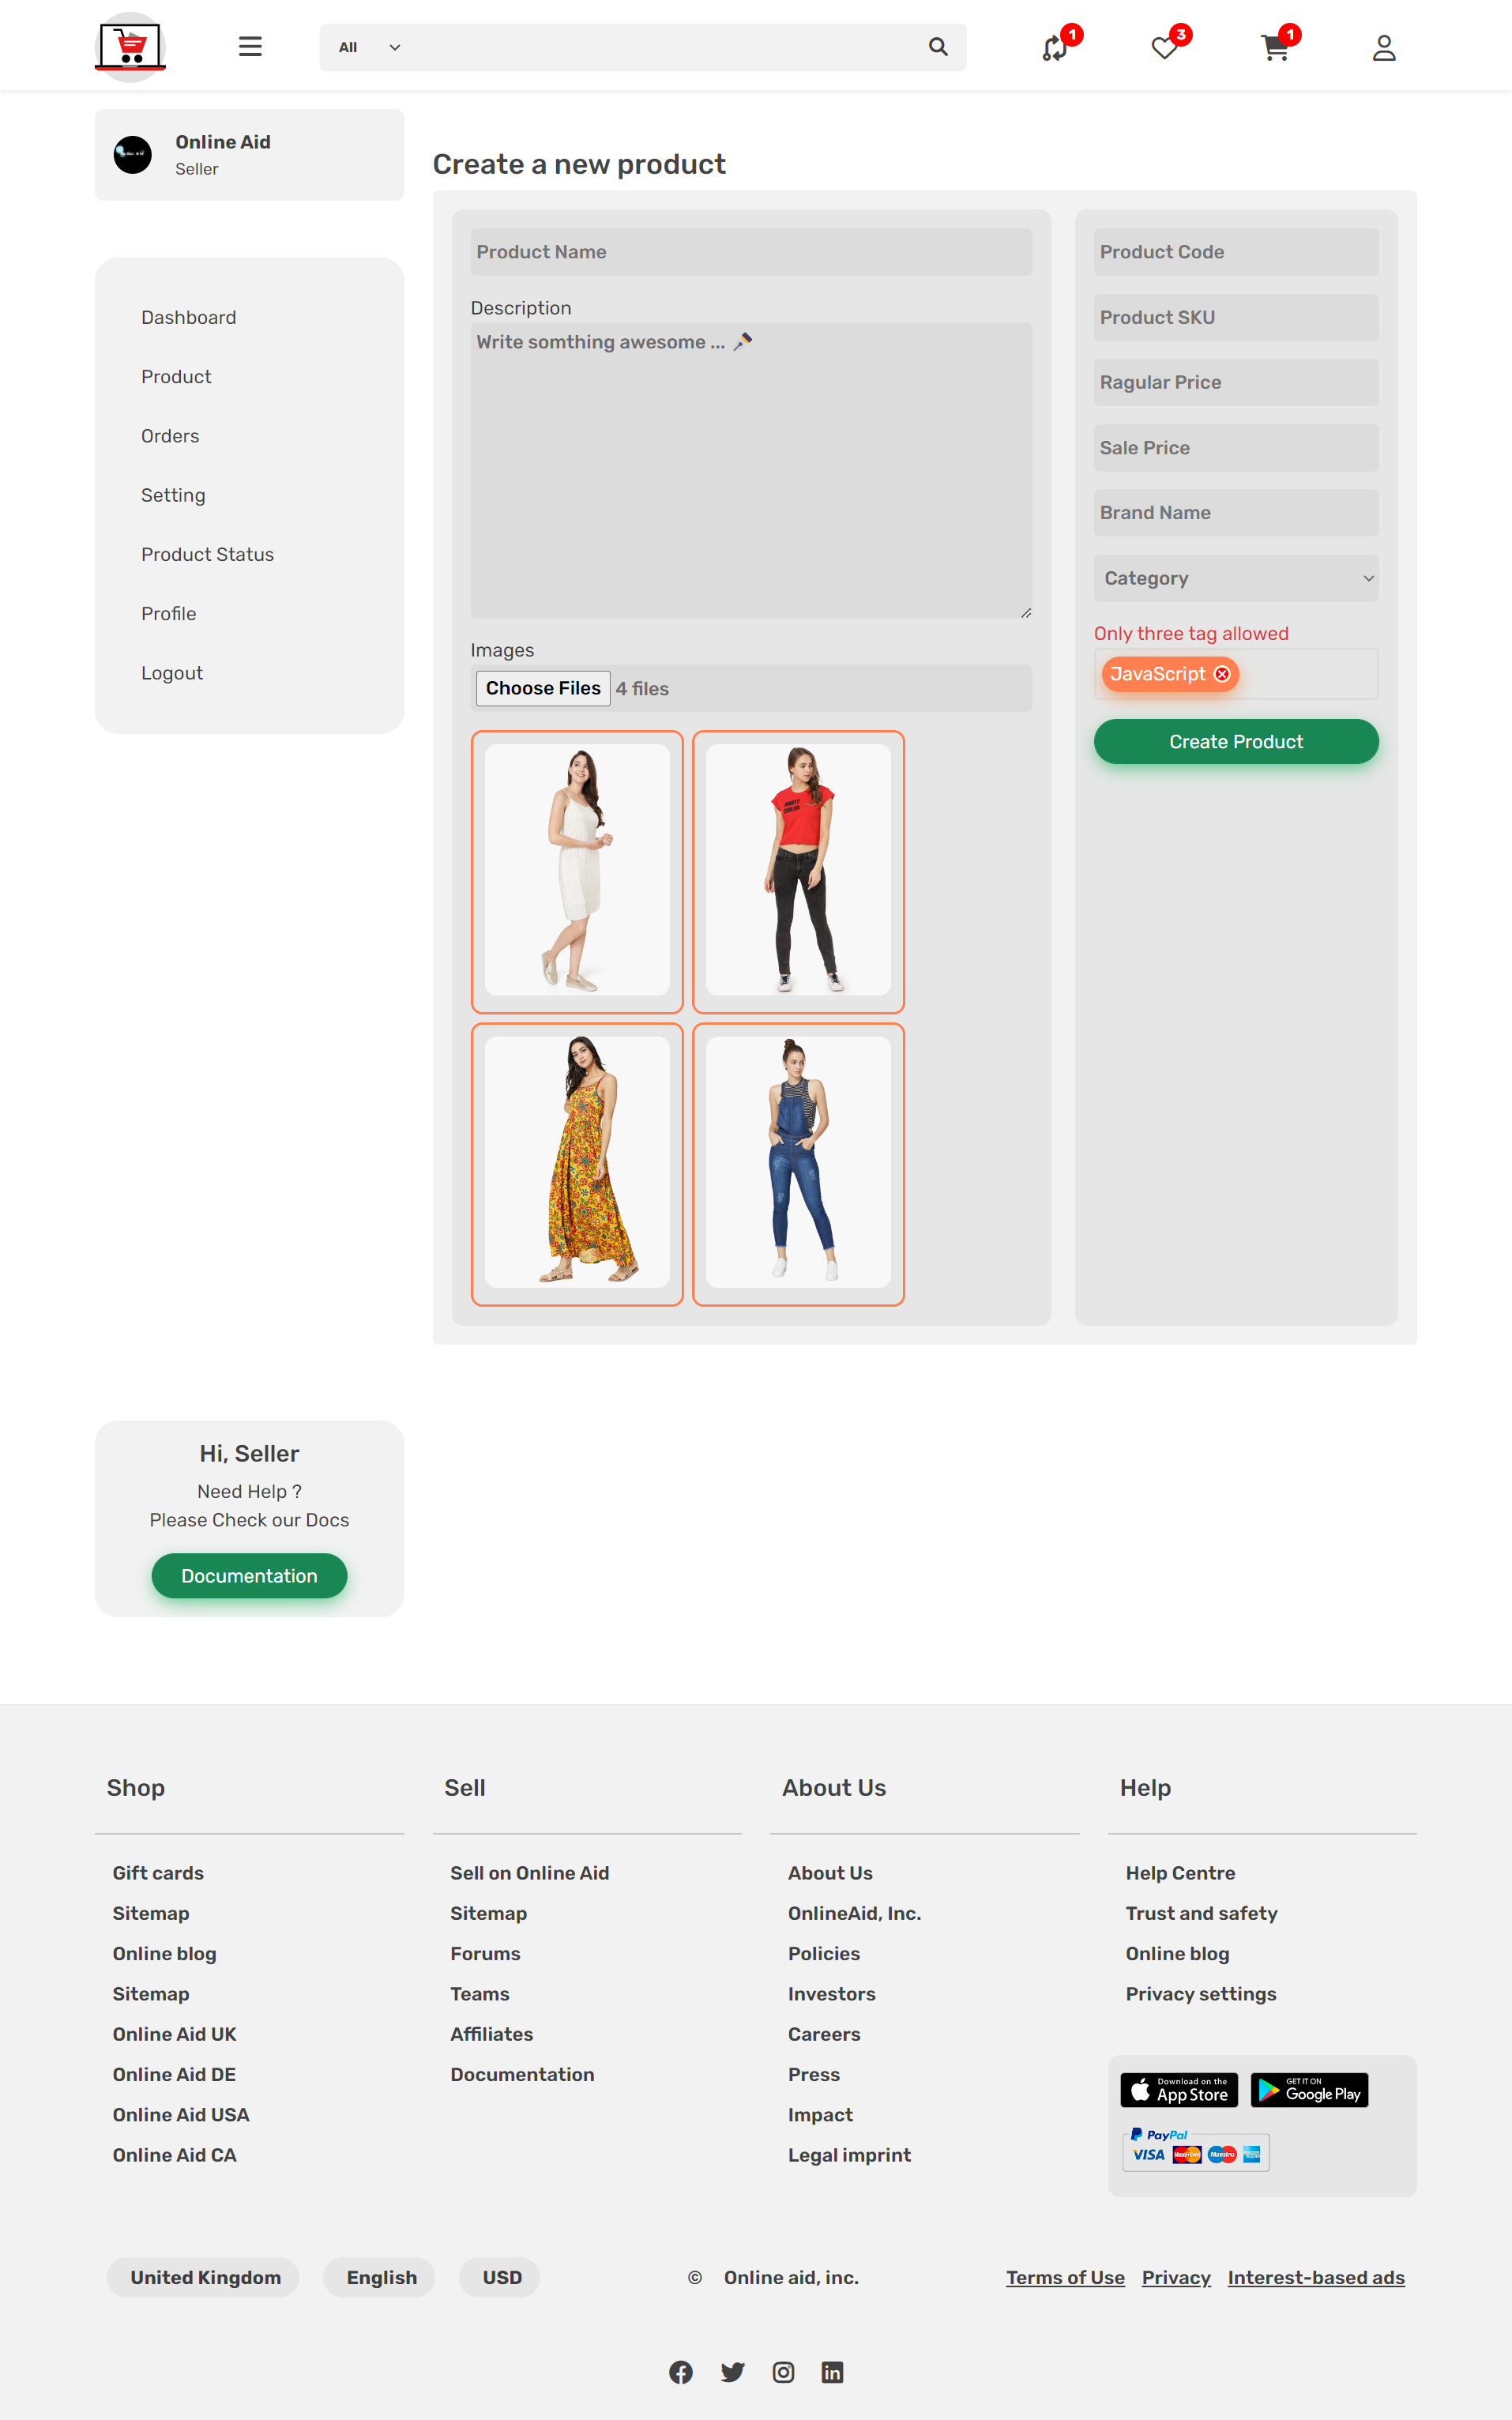 All
1
3
1
Online Aid
Seller
Dashboard
Product
Orders
Setting
Product Status
Profile
Logout
Create a new product
Product Name
Description
Write somthing awesome ...
Images
Choose Files 4 files
Product Code
Product SKU
Ragular Price
Sale Price
Brand Name
Category
Only three tag allowed
JavaScript
Create Product
Hi, Seller
Need Help ?
Please Check our Docs
Documentation
Shop
Gift cards
Sitemap
Online blog
Sitemap
Online Aid UK
Online Aid DE
Online Aid USA
Online Aid CA
Sell
Sell on Online Aid
Sitemap
Forums
Teams
Affiliates
Documentation
About Us
About Us
OnlineAid, Inc.
Policies
Investors
Careers
Press
Impact
Legal imprint
Help
Help Centre
Trust and safety
Online blog
Privacy settings
Download on the
App Store
GET IT ON
Google Play
PayPal
VISA MasterCard Maestro
United Kingdom English USD
© Online aid, inc.
Terms of Use Privacy Interest-based ads